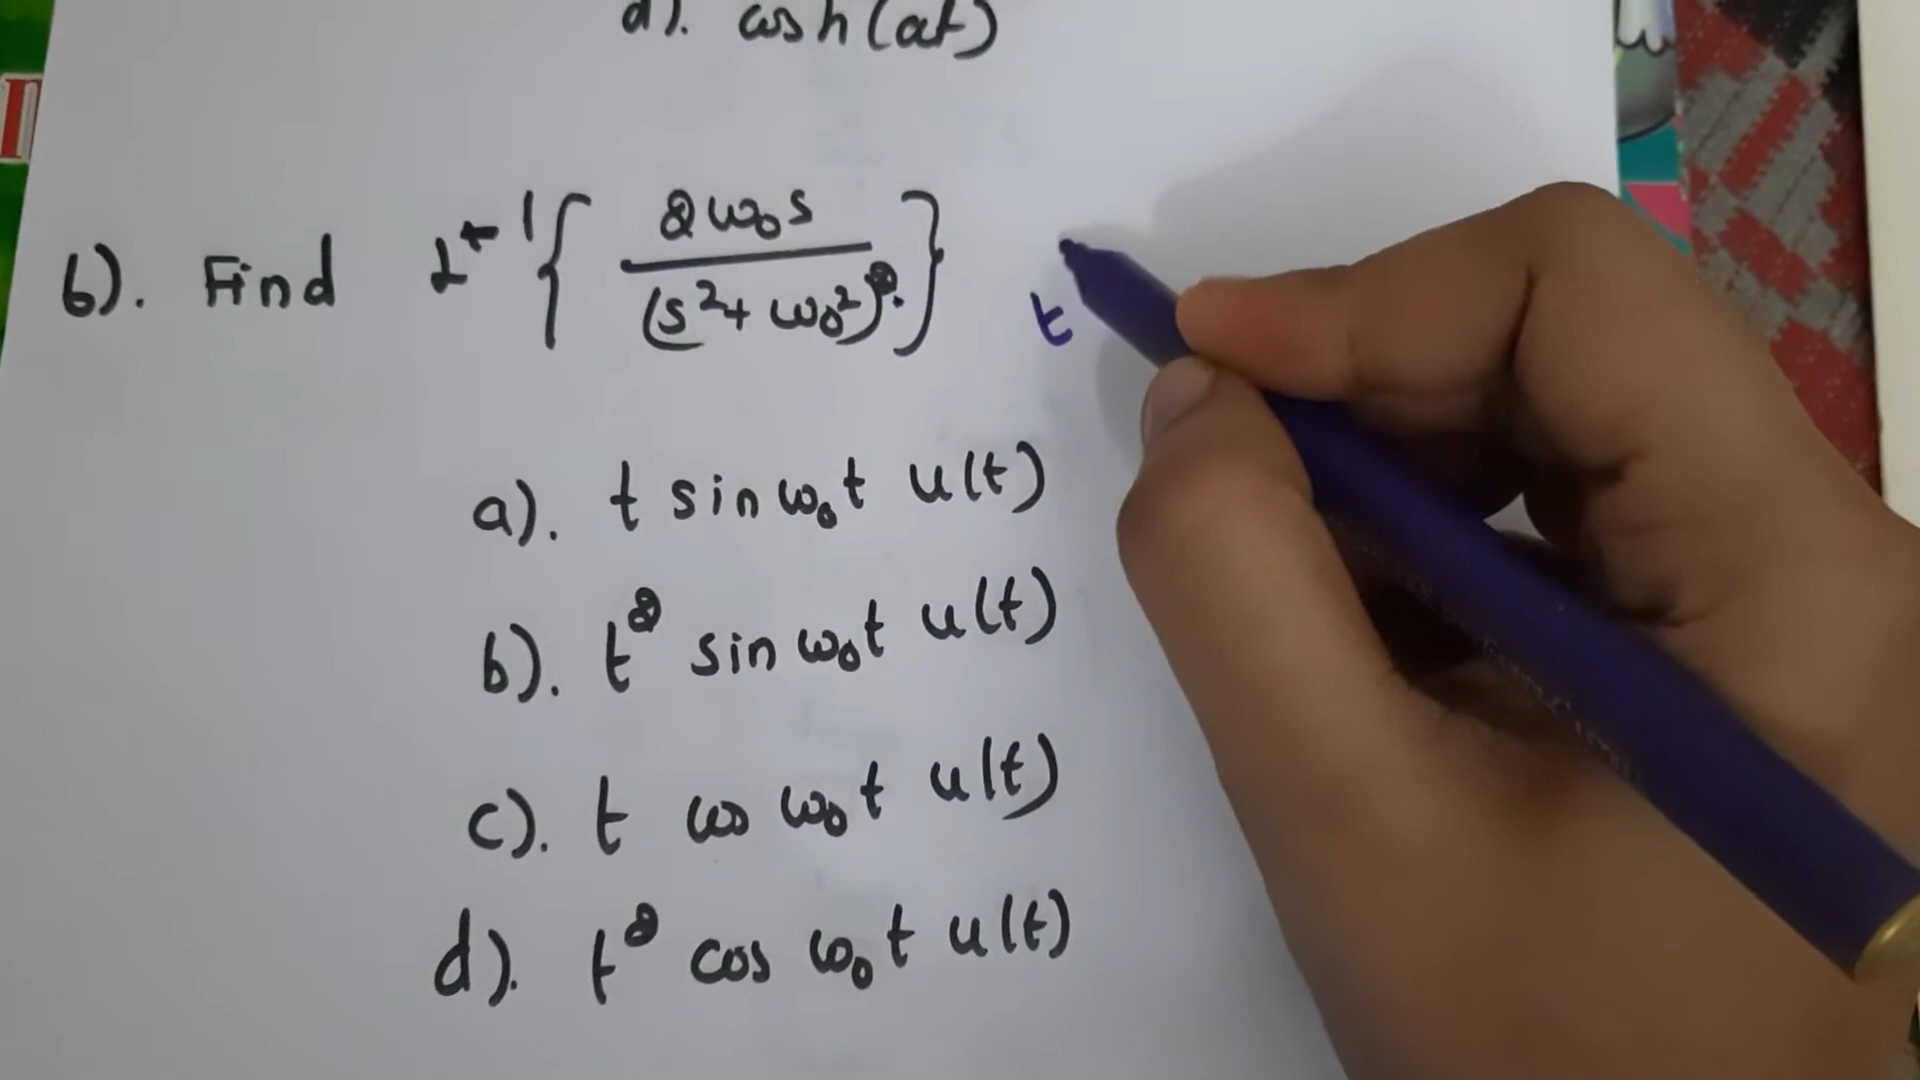 d). cosh(at)
6). Find L⁻¹{ 2ω₀s / (s²+ ω₀²)². }
t
a). t sin ω₀t u(t)
b). t² sin ω₀t u(t)
c). t cos ω₀t u(t)
d). t² cos ω₀t u(t)